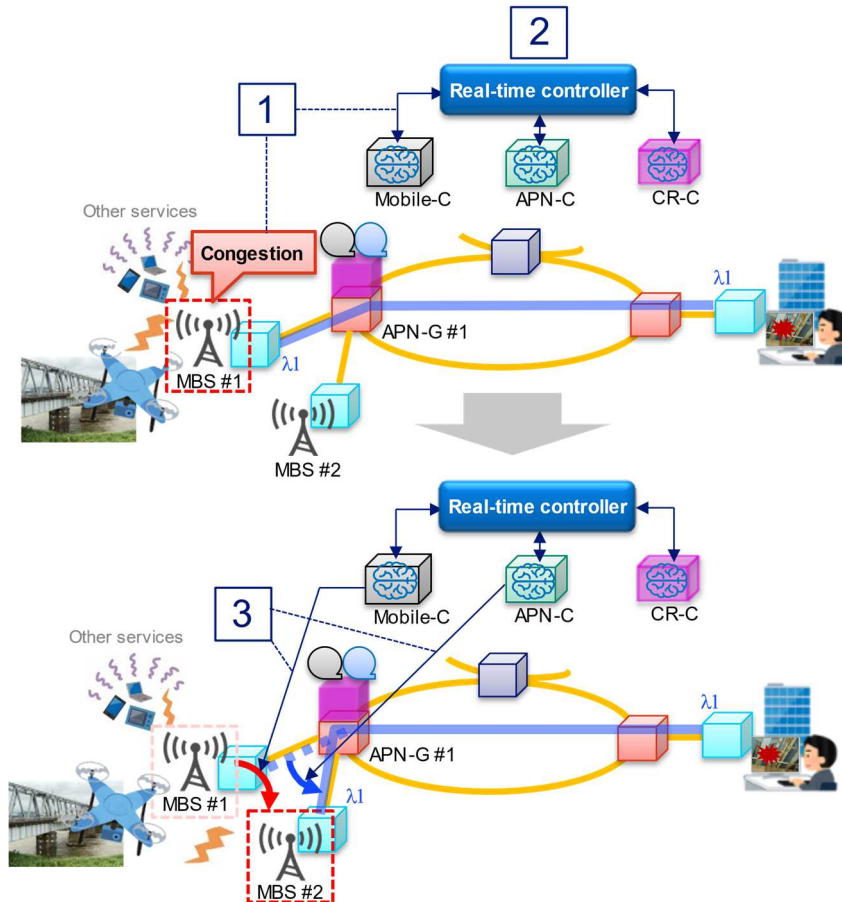 2
Real-time controller
1
Mobile-C
APN-C
CR-C
Other services
Congestion
λ1
APN-G #1
MBS #1
λ1
MBS #2
Real-time controller
Mobile-C
APN-C
CR-C
3
Other services
λ1
APN-G #1
MBS #1
λ1
MBS #2